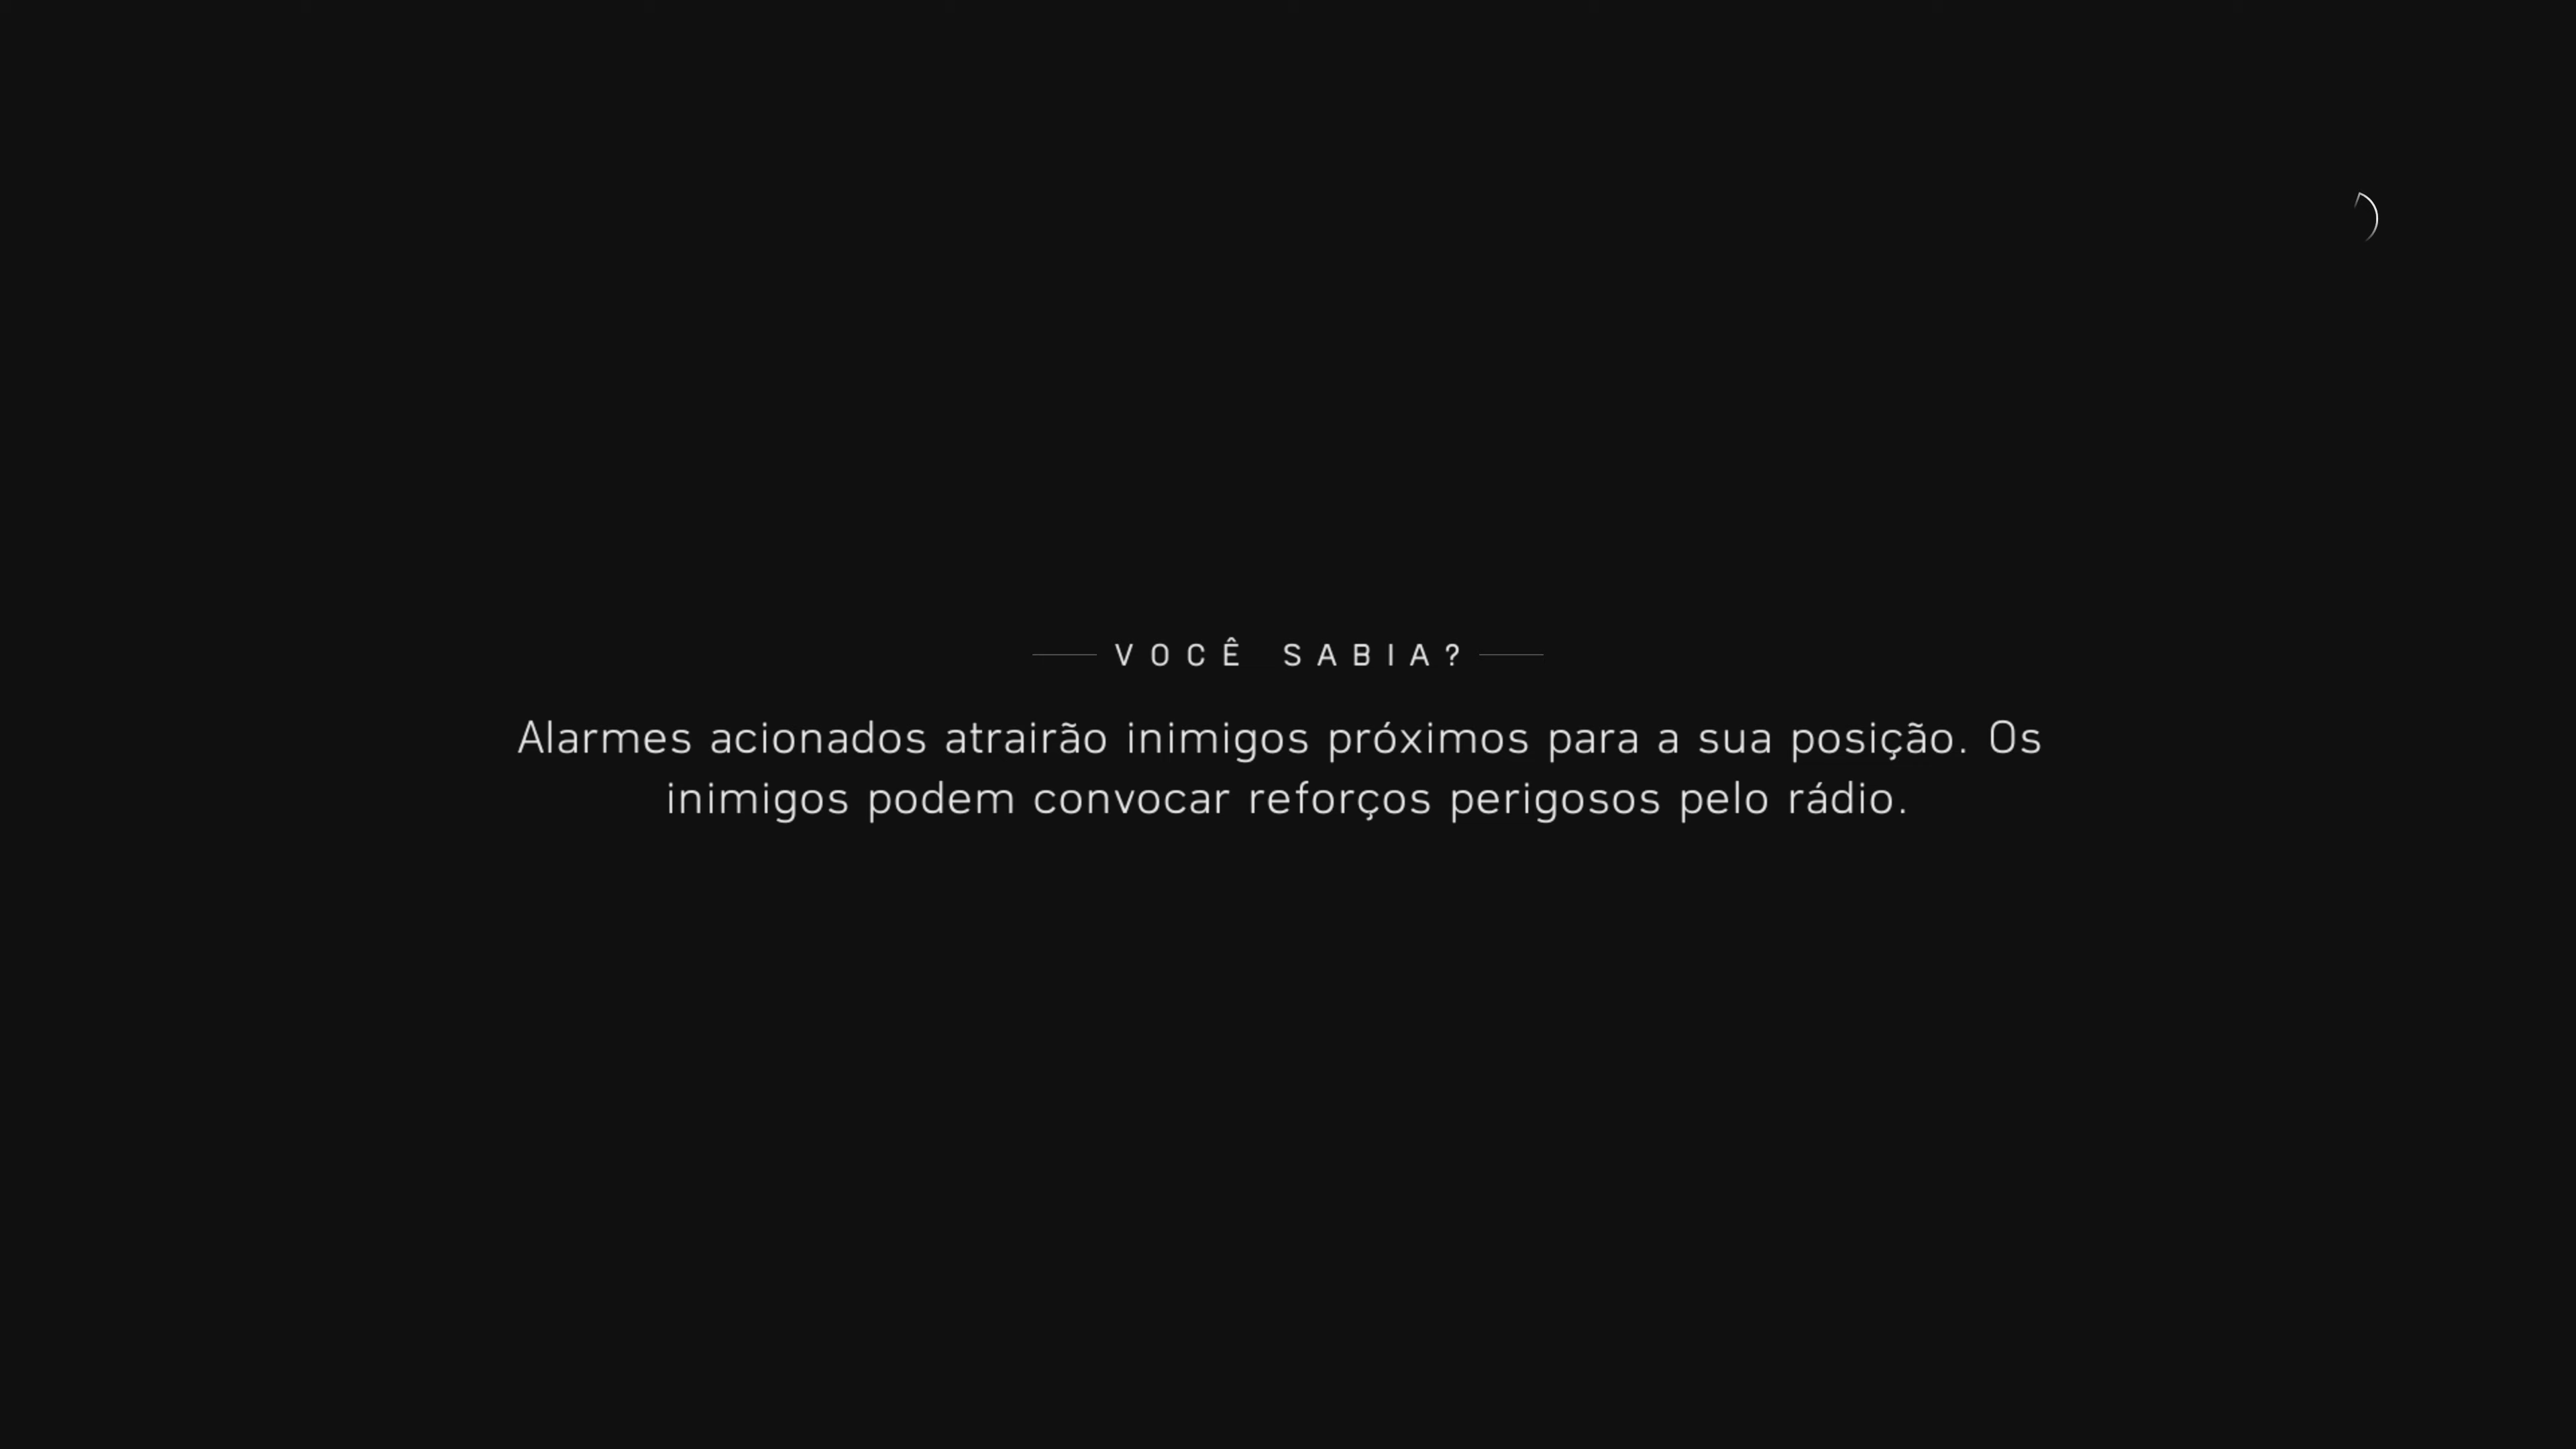 VOCÊ SABIA?
Alarmes acionados atrairão inimigos próximos para a sua posição. Os
inimigos podem convocar reforços perigosos pelo rádio.